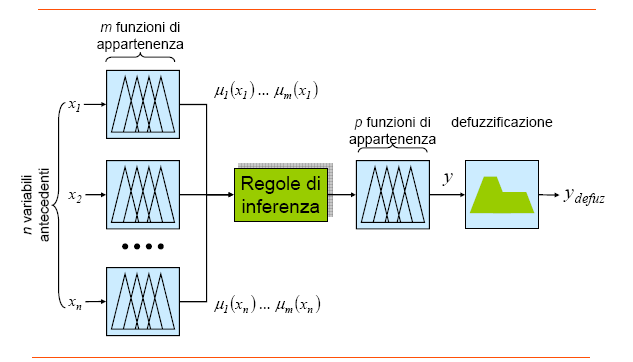 m funzioni di
appartenenza
μ1(x1)... μm(x1)
x1
p funzioni di
appartenenza
defuzzificazione
n variabili
antecedenti
x2
Regole di
inferenza
y
ydefuz
xn
μ1(xn)... μm(xn)